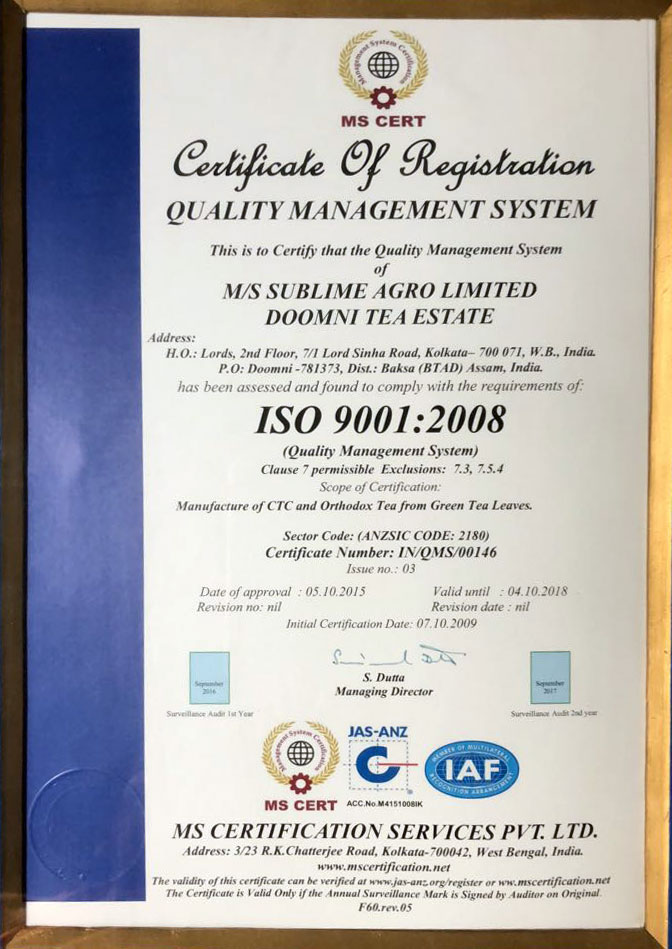 Management System Certification
MS CERT
Certificate Of Registration
QUALITY MANAGEMENT SYSTEM
This is to Certify that the Quality Management System
of
M/S SUBLIME AGRO LIMITED
DOOMNI TEA ESTATE
Address:
H.O.: Lords, 2nd Floor, 7/1 Lord Sinha Road, Kolkata– 700 071, W.B., India.
P.O: Doomni -781373, Dist.: Baksa (BTAD) Assam, India.
has been assessed and found to comply with the requirements of:
ISO 9001:2008
(Quality Management System)
Clause 7 permissible Exclusions: 7.3, 7.5.4
Scope of Certification:
Manufacture of CTC and Orthodox Tea from Green Tea Leaves.
Sector Code: (ANZSIC CODE: 2180)
Certificate Number: IN/QMS/00146
Issue no.: 03
Date of approval : 05.10.2015 Valid until : 04.10.2018
Revision no: nil Revision date : nil
Initial Certification Date: 07.10.2009
S. Dutta
Managing Director
September
2016
Surveillance Audit 1st Year
September
2017
Surveillance Audit 2nd year
Management System Certification
MS CERT
JAS-ANZ
ACC.No.M4151008IK
MEMBER OF MULTILATERAL
IAF
RECOGNITION ARRANGEMENT
MS CERTIFICATION SERVICES PVT. LTD.
Address: 3/23 R.K.Chatterjee Road, Kolkata-700042, West Bengal, India.
www.mscertification.net
The validity of this certificate can be verified at www.jas-anz.org/register or ww.mscertification.net
The Certificate is Valid Only if the Annual Surveillance Mark is Signed by Auditor on Original.
F60.rev.05